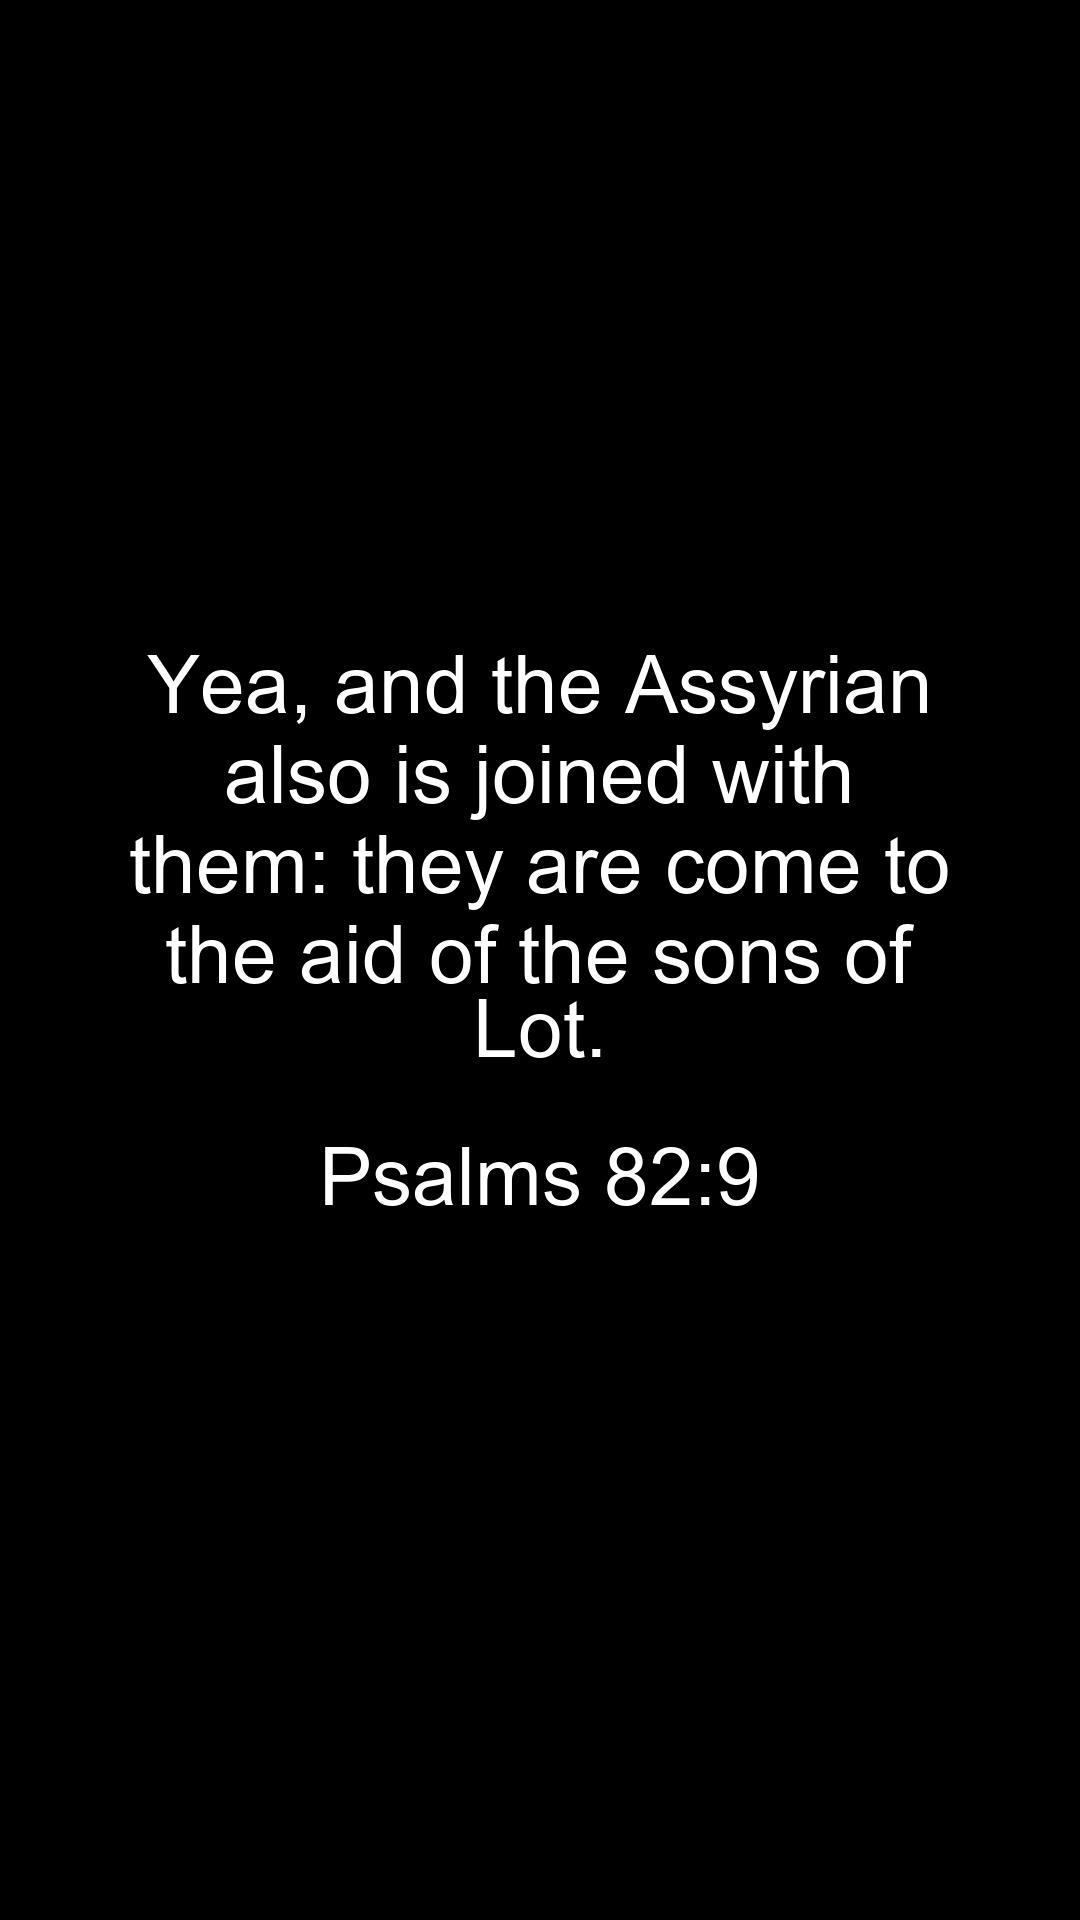 Yea, and the Assyrian
also is joined with
them: they are come to
the aid of the sons of
Lot.
Psalms 82:9